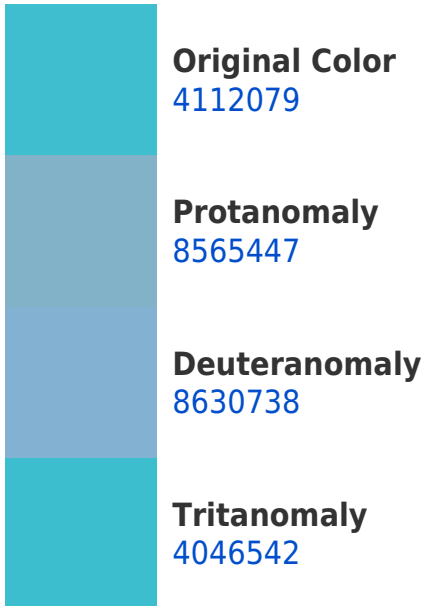 Original Color
4112079
Protanomaly
8565447
Deuteranomaly
8630738
Tritanomaly
4046542